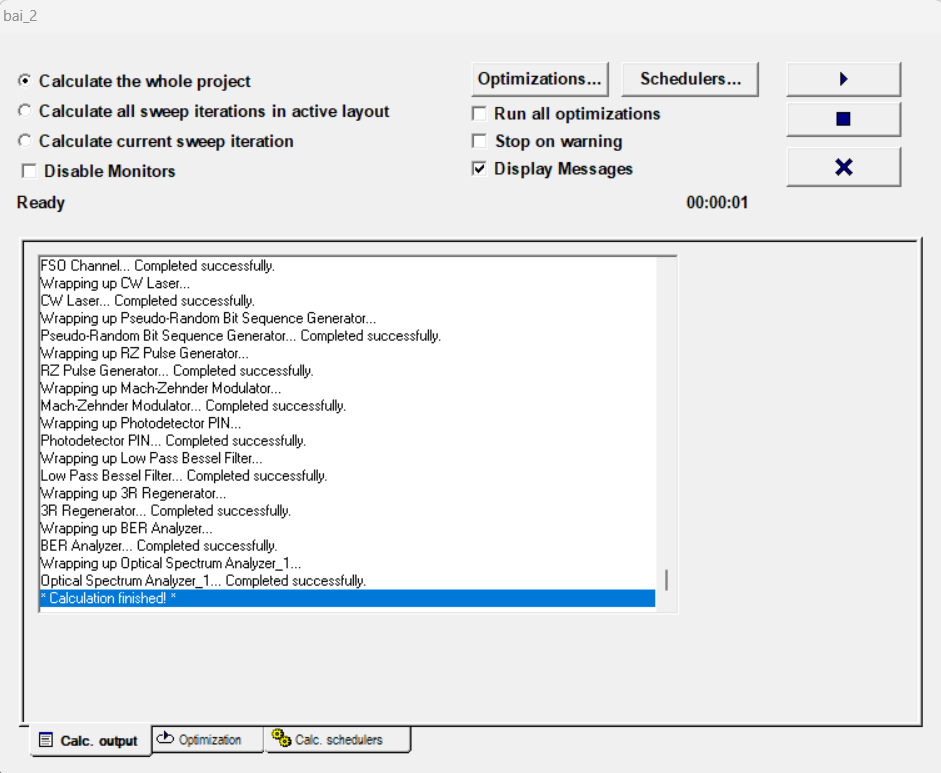 bai_2
Calculate the whole project
Calculate all sweep iterations in active layout
Calculate current sweep iteration
Disable Monitors
Ready
Optimizations...
Schedulers...
Run all optimizations
Stop on warning
Display Messages
00:00:01
FSO Channel... Completed successfully.
Wrapping up CW Laser...
CW Laser... Completed successfully.
Wrapping up Pseudo-Random Bit Sequence Generator...
Pseudo-Random Bit Sequence Generator... Completed successfully.
Wrapping up RZ Pulse Generator...
RZ Pulse Generator... Completed successfully.
Wrapping up Mach-Zehnder Modulator...
Mach-Zehnder Modulator... Completed successfully.
Wrapping up Photodetector PIN...
Photodetector PIN... Completed successfully.
Wrapping up Low Pass Bessel Filter...
Low Pass Bessel Filter... Completed successfully.
Wrapping up 3R Regenerator...
3R Regenerator... Completed successfully.
Wrapping up BER Analyzer...
BER Analyzer... Completed successfully.
Wrapping up Optical Spectrum Analyzer_1...
Optical Spectrum Analyzer_1... Completed successfully.
* Calculation finished! *
Calc. output
Optimization
Calc. schedulers